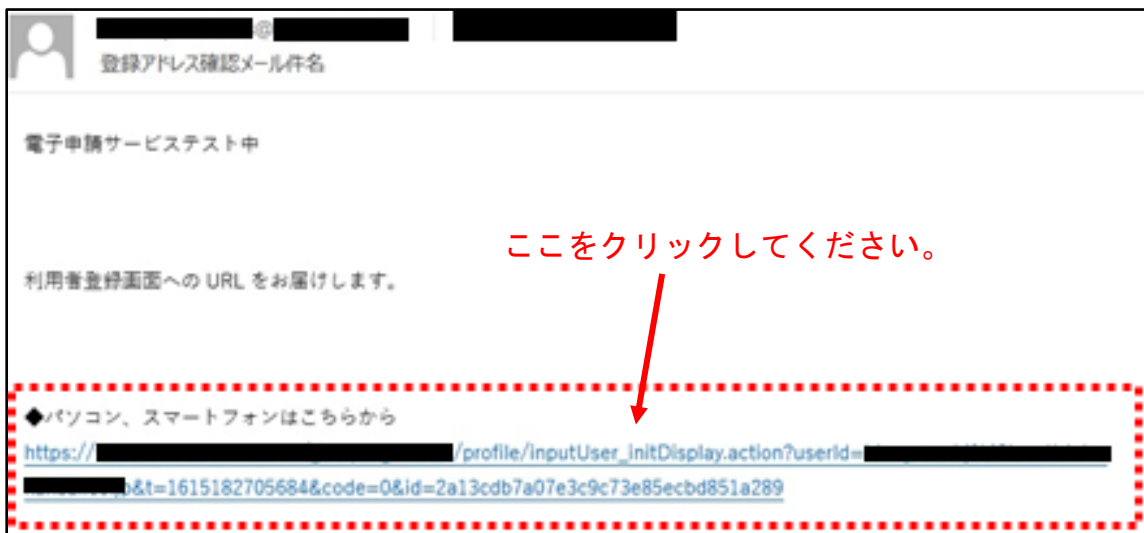 @
登録アドレス確認メール件名
電子申請サービステスト中
ここをクリックしてください。
利用者登録画面への URL をお届けします。
◆パソコン、スマートフォンはこちらから
https://
/profile/inputUser_initDisplay.action?userId=
&t=1615182705684&code=0&id=2a13cdb7a07e3c9c73e85ecbd851a289